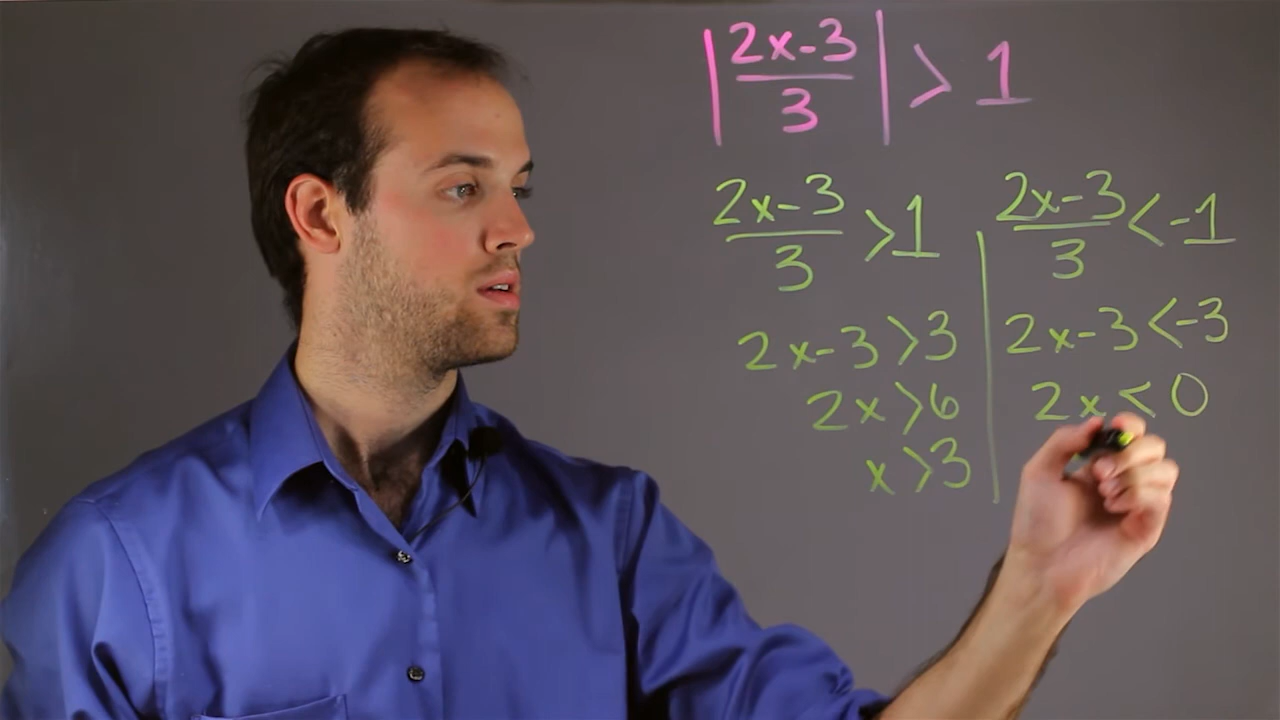 |2x-3/3| > 1
2x-3/3 > 1
2x-3 > 3
2x > 6
x > 3
2x-3/3 < -1
2x-3 < -3
2x < 0